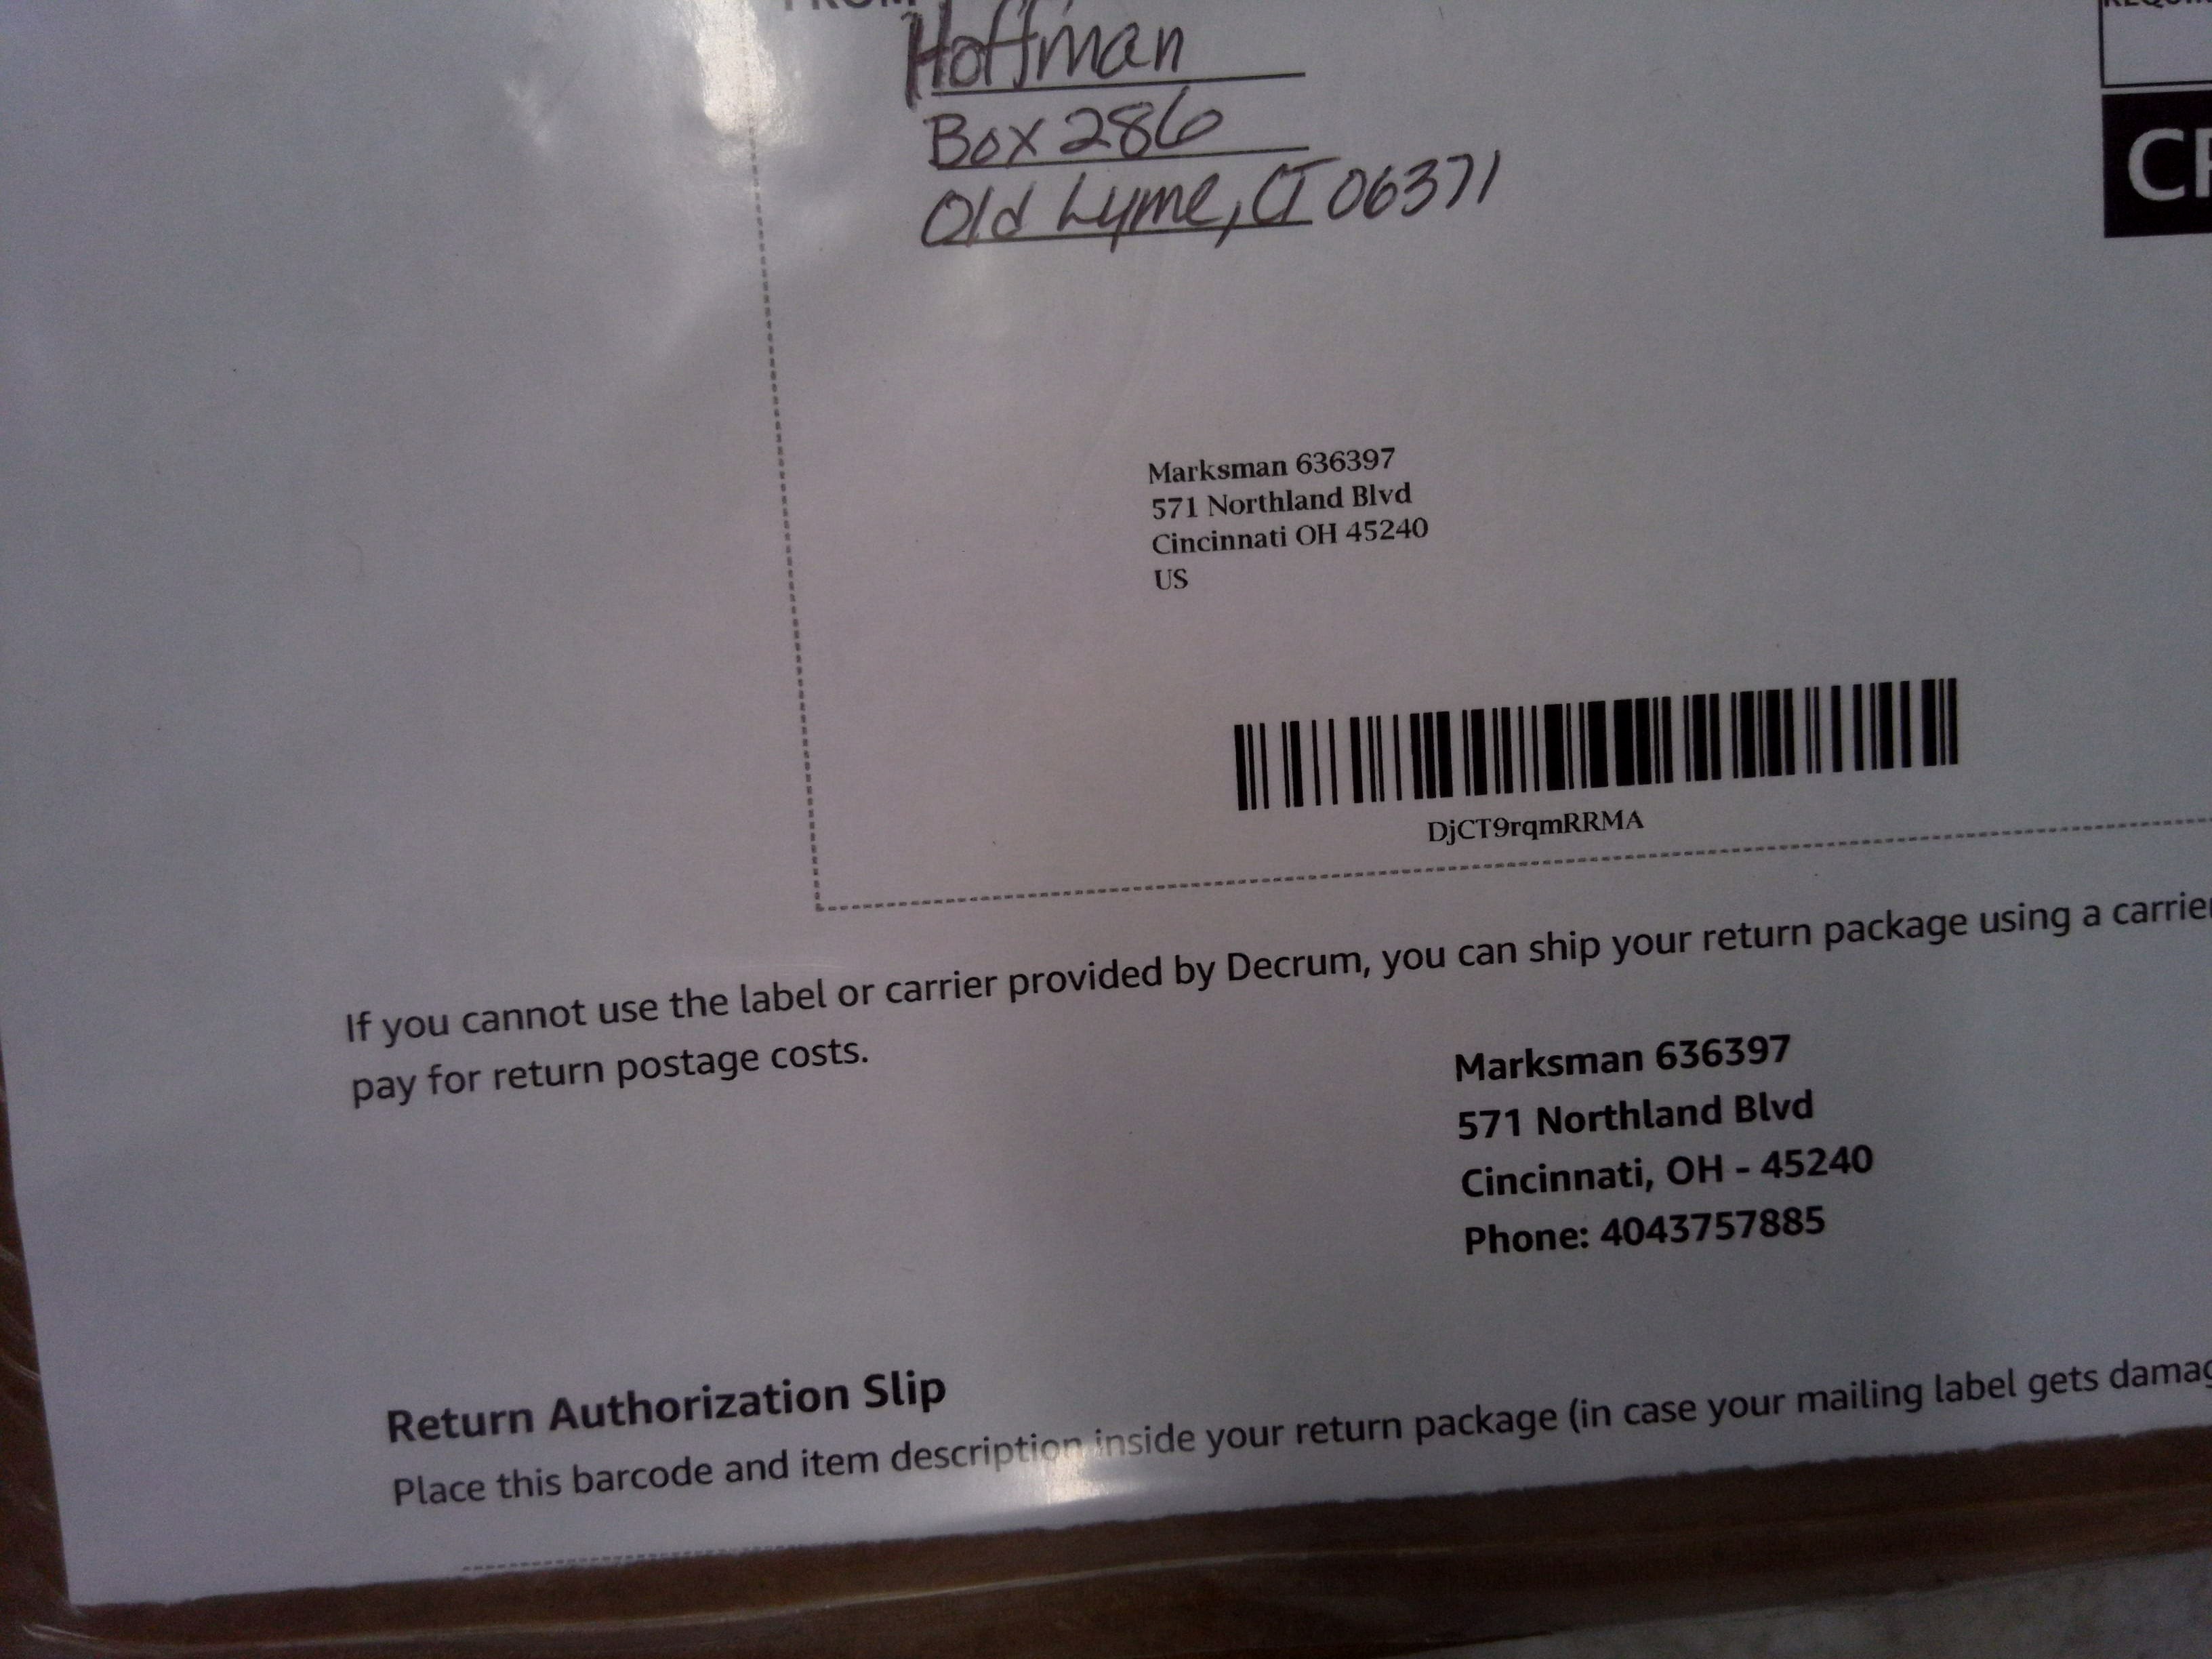 FROM
Hoffman
Box 286
Old Lyme, CT 06371
Marksman 636397
571 Northland Blvd
Cincinnati OH 45240
US
DjCT9rqmRRMA
If you cannot use the label or carrier provided by Decrum, you can ship your return package using a carrier
pay for return postage costs.
Marksman 636397
571 Northland Blvd
Cincinnati, OH - 45240
Phone: 4043757885
Return Authorization Slip
Place this barcode and item description inside your return package (in case your mailing label gets